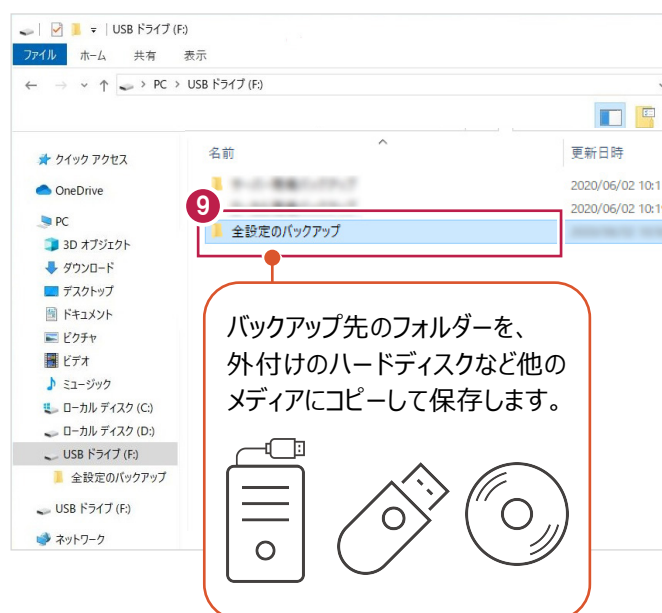 USB ドライブ (F:)
ファイル ホーム 共有 表示
PC > USB ドライブ (F:)
名前 更新日時
クイック アクセス
OneDrive
PC
3D オブジェクト
ダウンロード
デスクトップ
ドキュメント
ピクチャ
ビデオ
ミュージック
ローカル ディスク (C:)
ローカル ディスク (D:)
USB ドライブ (F:)
全設定のバックアップ
USB ドライブ (F:)
ネットワーク
2020/06/02 10:1
2020/06/02 10:1
9
全設定のバックアップ
バックアップ先のフォルダーを、
外付けのハードディスクなど他の
メディアにコピーして保存します。